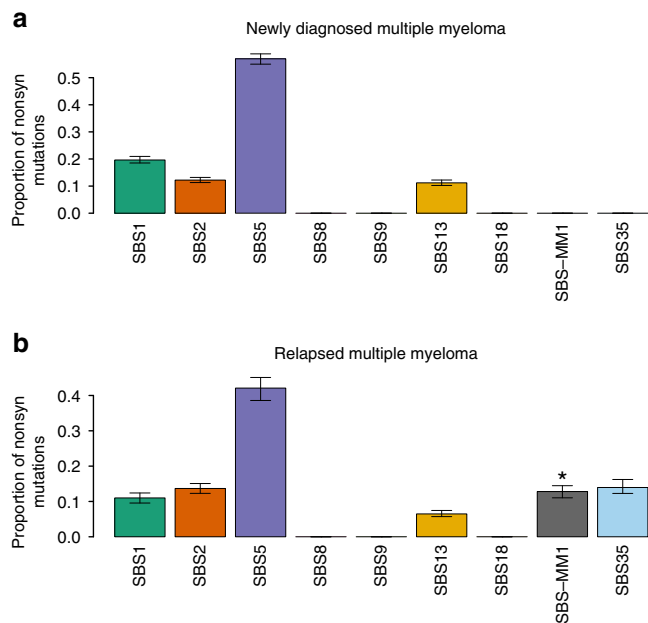 a
Newly diagnosed multiple myeloma
Proportion of nonsyn
mutations
0.5
0.4
0.3
0.2
0.1
0.0
SBS1
SBS2
SBS5
SBS8
SBS9
SBS13
SBS18
SBS–MM1
SBS35
b
Relapsed multiple myeloma
Proportion of nonsyn
mutations
0.4
0.3
0.2
0.1
0.0
*
SBS1
SBS2
SBS5
SBS8
SBS9
SBS13
SBS18
SBS–MM1
SBS35